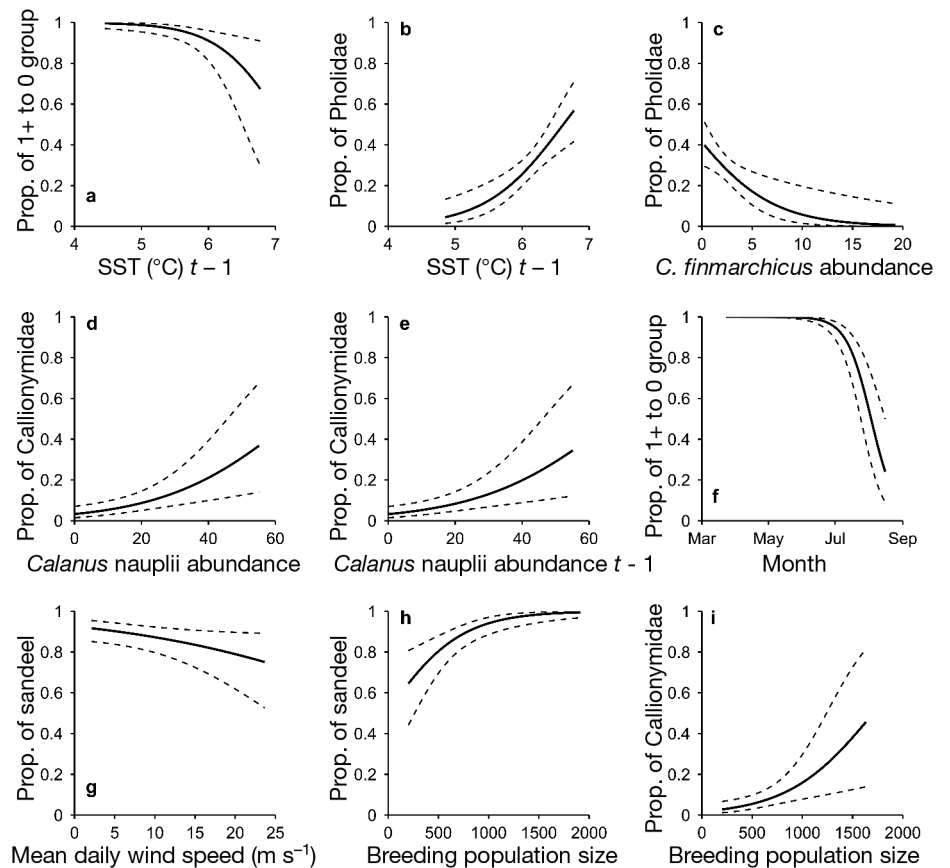 a
Prop. of 1+ to 0 group
1
0.8
0.6
0.4
0.2
0
4 5 6 7
SST (°C) t – 1
b
Prop. of Pholidae
1
0.8
0.6
0.4
0.2
0
4 5 6 7
SST (°C) t – 1
c
Prop. of Pholidae
1
0.8
0.6
0.4
0.2
0
0 5 10 15 20
C. finmarchicus abundance
d
Prop. of Callionymidae
1
0.8
0.6
0.4
0.2
0
0 20 40 60
Calanus nauplii abundance
e
Prop. of Callionymidae
1
0.8
0.6
0.4
0.2
0
0 20 40 60
Calanus nauplii abundance t - 1
f
Prop. of 1+ to 0 group
1
0.8
0.6
0.4
0.2
0
Mar May Jul Sep
Month
g
Prop. of sandeel
1
0.8
0.6
0.4
0.2
0
0 5 10 15 20 25
Mean daily wind speed (m s⁻¹)
h
Prop. of sandeel
1
0.8
0.6
0.4
0.2
0
0 500 1000 1500 2000
Breeding population size
i
Prop. of Callionymidae
1
0.8
0.6
0.4
0.2
0
0 500 1000 1500 2000
Breeding population size